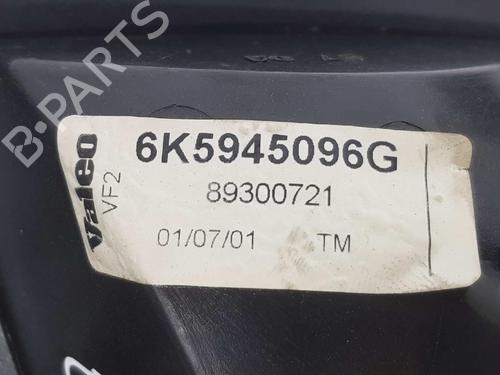 B-PARTS
Valeo
VF2
6K5945096G
89300721
01/07/01 TM